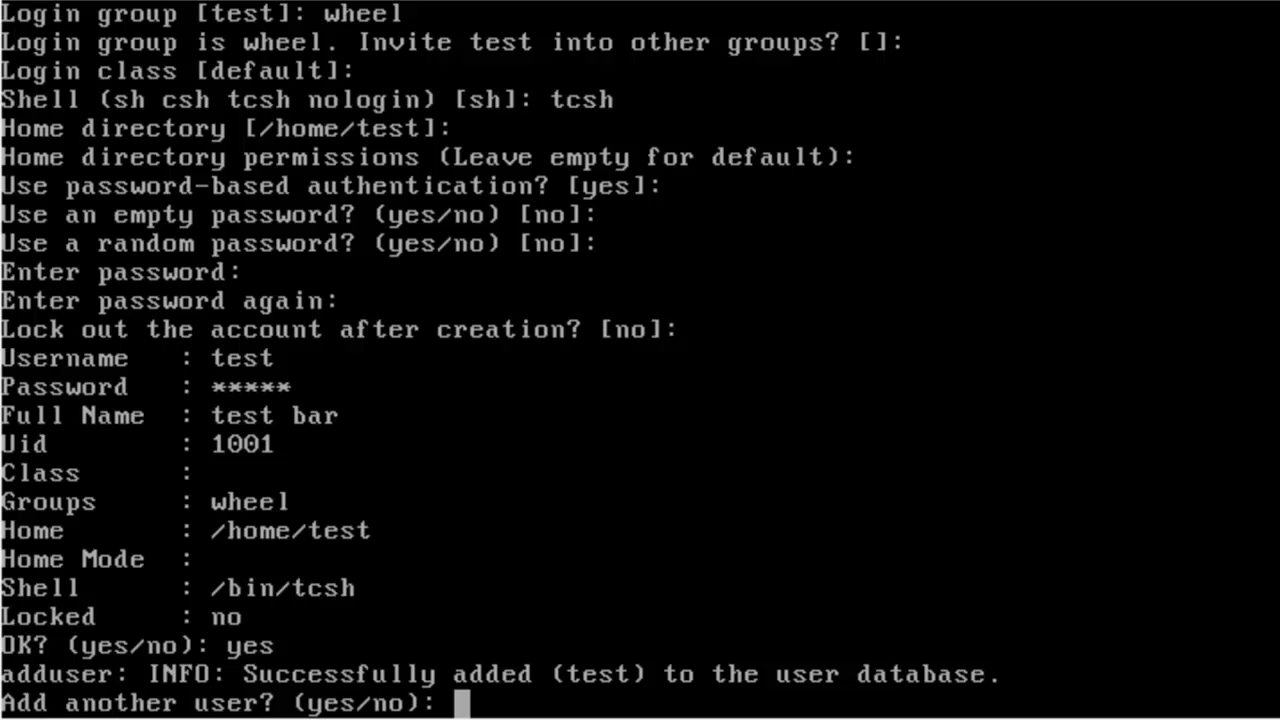 Login group [test]: wheel
Login group is wheel. Invite test into other groups? []:
Login class [default]:
Shell (sh csh tcsh nologin) [sh]: tcsh
Home directory [/home/test]:
Home directory permissions (Leave empty for default):
Use password-based authentication? [yes]:
Use an empty password? (yes/no) [no]:
Use a random password? (yes/no) [no]:
Enter password:
Enter password again:
Lock out the account after creation? [no]:
Username   : test
Password   : *****
Full Name  : test bar
Uid        : 1001
Class      :
Groups     : wheel
Home       : /home/test
Home Mode  :
Shell      : /bin/tcsh
Locked     : no
OK? (yes/no): yes
adduser: INFO: Successfully added (test) to the user database.
Add another user? (yes/no):